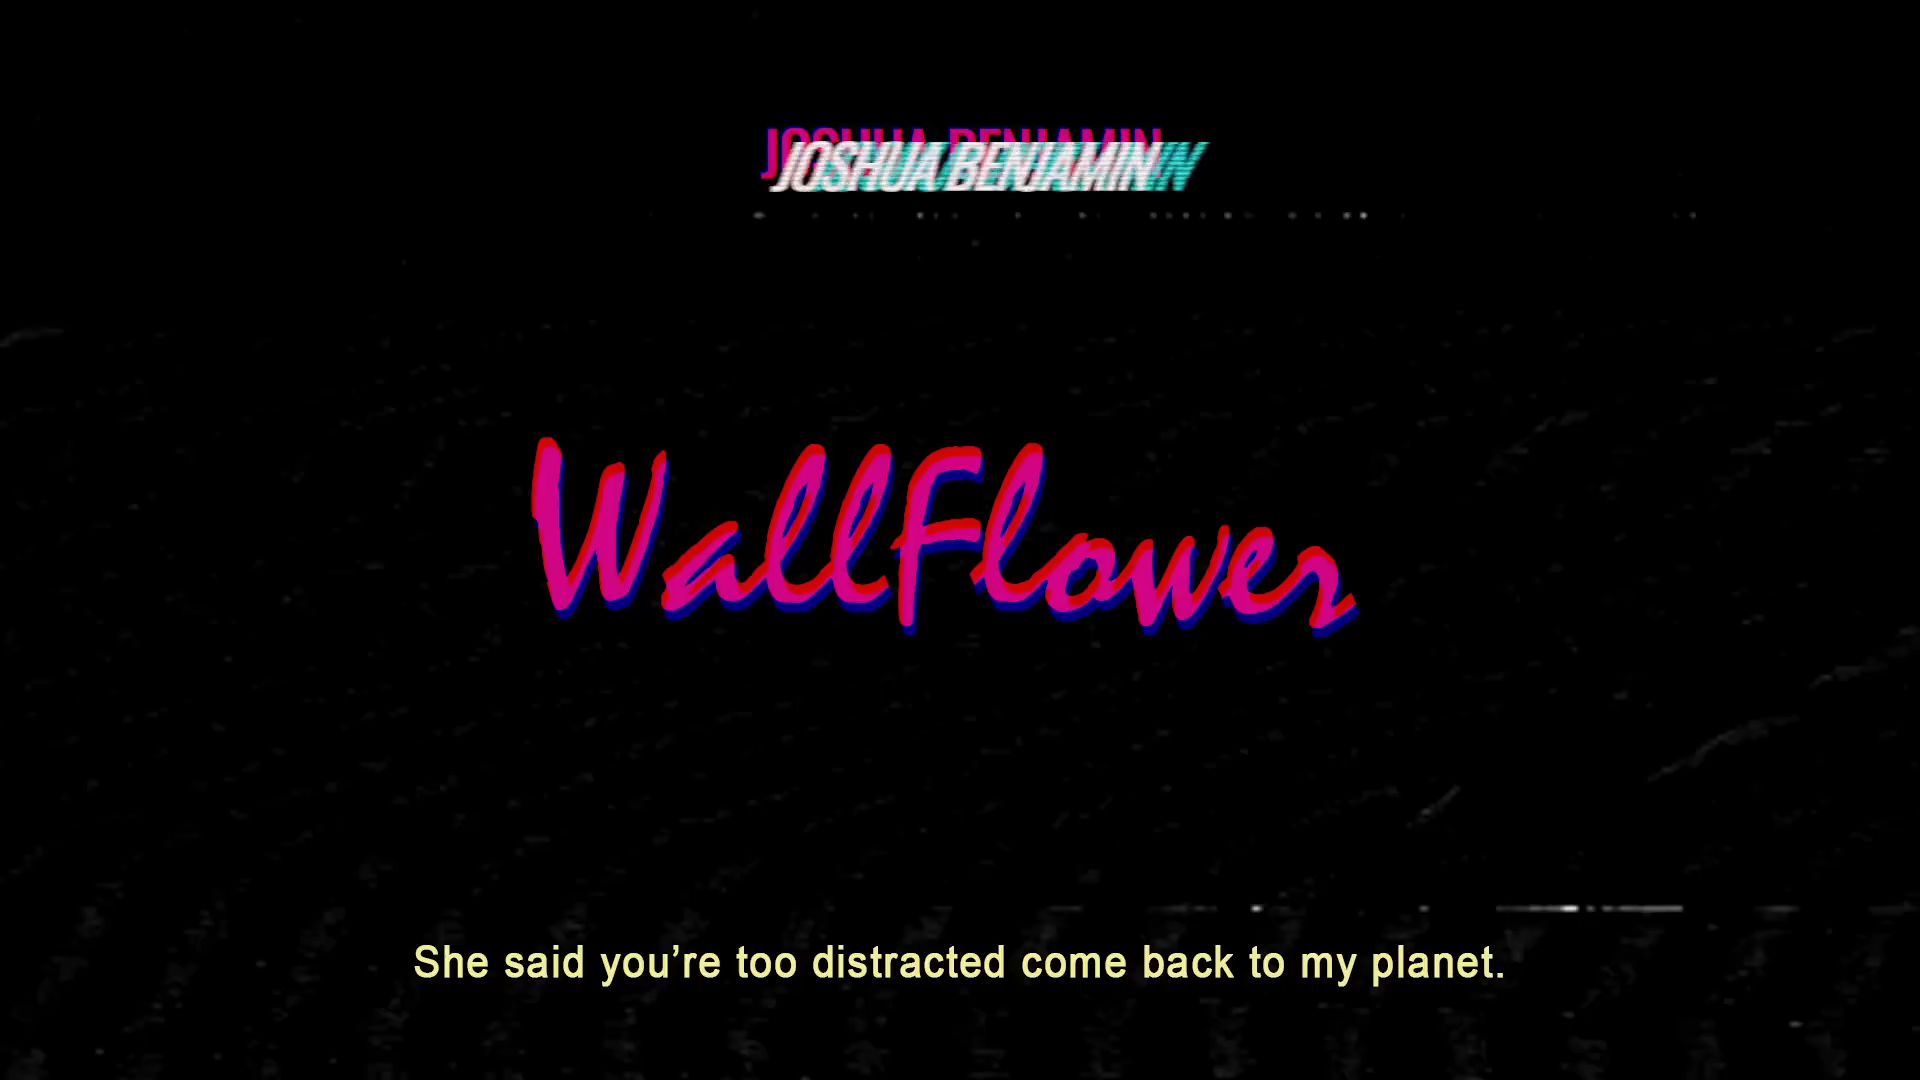 JOSHUA BENJAMIN
WallFlower
She said you’re too distracted come back to my planet.